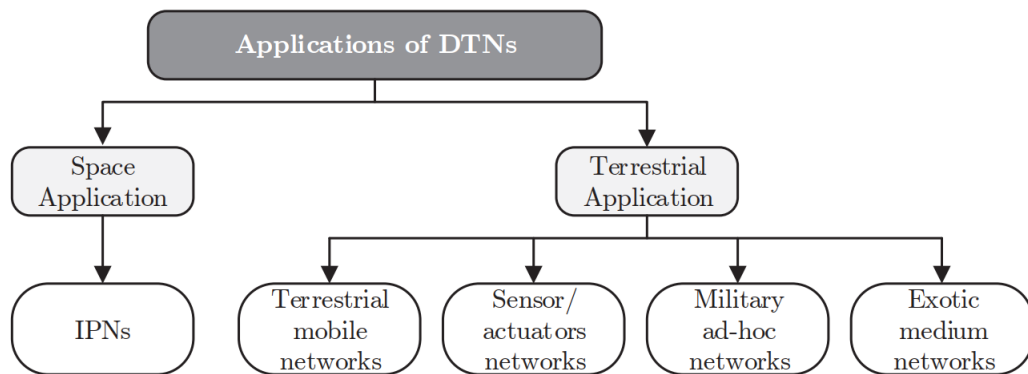 Applications of DTNs
Space
Application
Terrestrial
Application
IPNs
Terrestrial
mobile
networks
Sensor/
actuators
networks
Military
ad-hoc
networks
Exotic
medium
networks